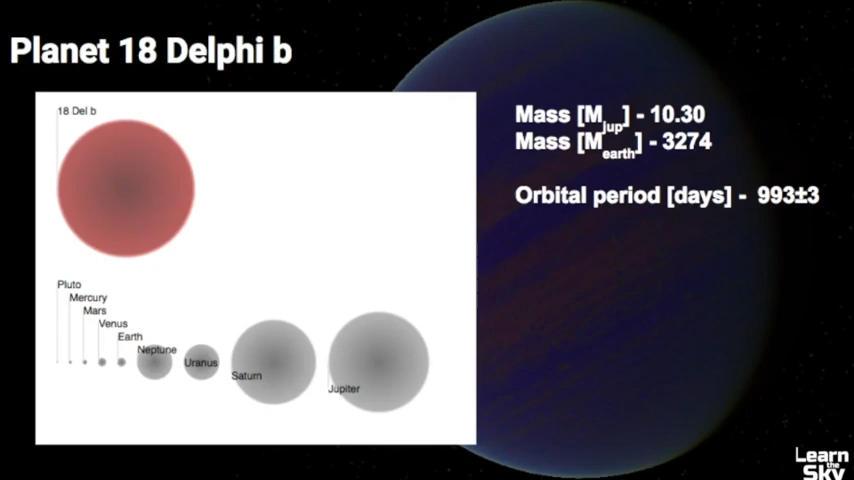 Planet 18 Delphi b
18 Del b
Mass [Mjup] - 10.30
Mass [Mearth] - 3274
Orbital period [days] - 993±3
Pluto
Mercury
Mars
Venus
Earth
Neptune
Uranus
Saturn
Jupiter
Learn
the
Sky